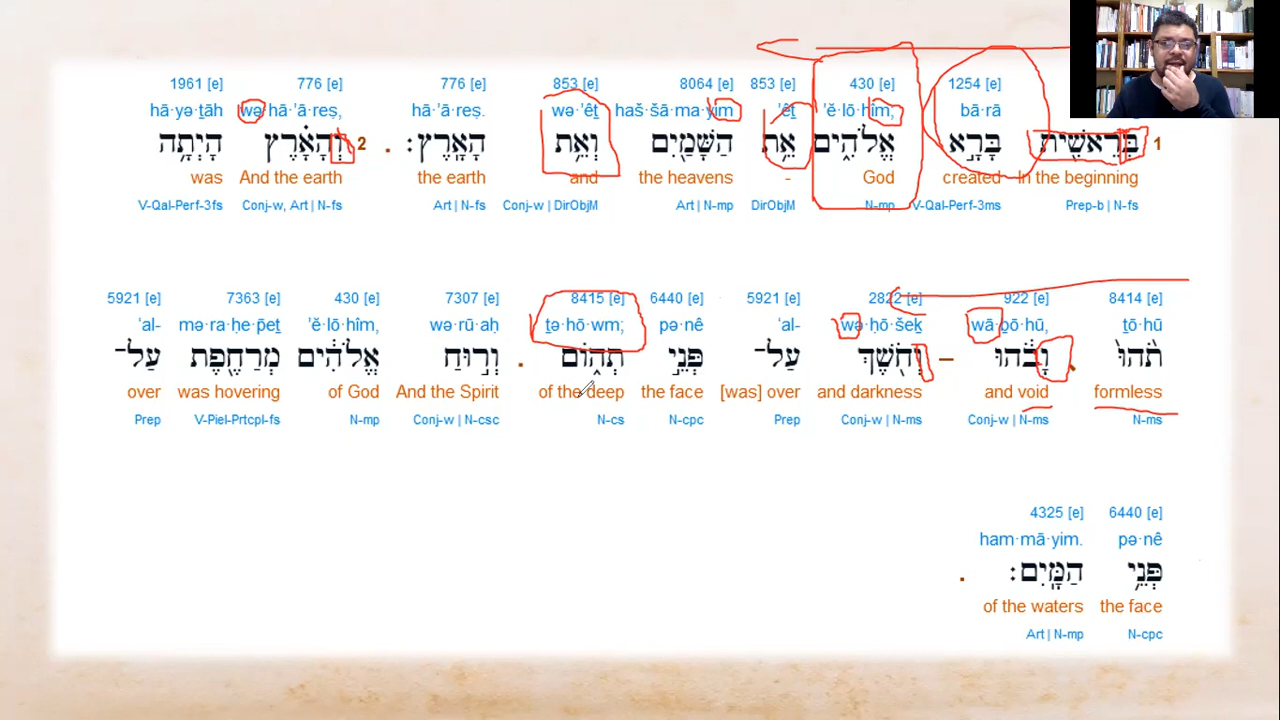 1254 [e] 430 [e] 853 [e] 8064 [e] 853 [e] 776 [e] 776 [e] 1961 [e]
bā·rā 'ĕ·lō·hîm; 'êṯ haš·šā·ma·yim wə·'êṯ hā·'ā·reṣ. wə·hā·'ā·reṣ, hā·yə·ṯāh
1 בְּרֵאשִׁ֖ית בָּרָ֣א אֱלֹהִ֑ים אֵ֥ת הַשָּׁמַ֖יִם וְאֵ֥ת הָאָֽרֶץ׃ . 2 וְהָאָ֗רֶץ הָיְתָ֥ה
In the beginning created God - the heavens and the earth And the earth was
Prep-b | N-fs V-Qal-Perf-3ms N-mp DirObjM Art | N-mp Conj-w | DirObjM Art | N-fs Conj-w, Art | N-fs V-Qal-Perf-3fs
8414 [e] 922 [e] 2822 [e] 5921 [e] 6440 [e] 8415 [e] 7307 [e] 430 [e] 7363 [e] 5921 [e]
ṯō·hū wā·ḇō·hū, wə·ḥō·šeḵ 'al- pə·nê ṯə·hō·wm; wə·rū·aḥ 'ĕ·lō·hîm, mə·ra·ḥe·p̄eṯ 'al-
תֹ֙הוּ֙ וָבֹ֔הוּ – וְחֹ֖שֶׁךְ עַל־ פְּנֵ֣י תְה֑וֹם . וְר֣וּחַ אֱלֹהִ֔ים מְרַחֶ֖פֶת עַל־
formless and void and darkness [was] over the face of the deep And the Spirit of God was hovering over
N-ms Conj-w | N-ms Conj-w | N-ms Prep N-cpc N-cs Conj-w | N-csc N-mp V-Piel-Prtcpl-fs Prep
6440 [e] 4325 [e]
pə·nê ham·mā·yim.
פְּנֵ֥י הַמָּֽיִם׃ .
the face of the waters
N-cpc Art | N-mp